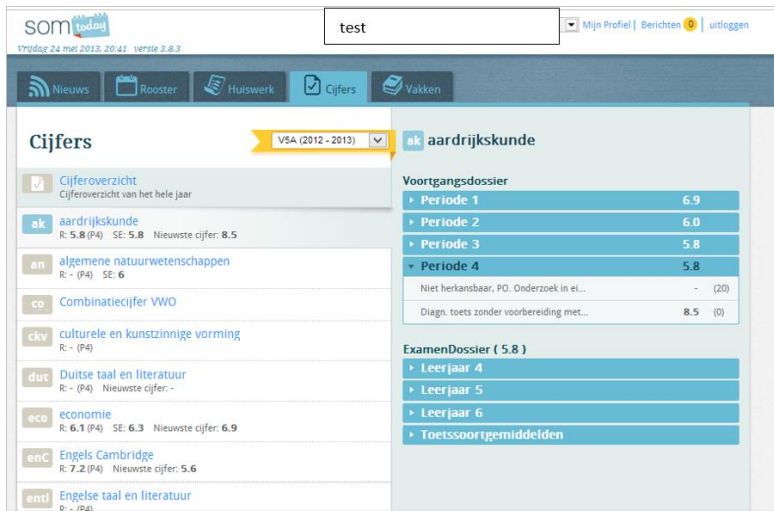 som today
test
Mijn Profiel | Berichten 0 | uitloggen
Vrijdag 24 mei 2013, 20:41 versie 3.8.3
Nieuws Rooster Huiswerk Cijfers Vakken
Cijfers
V5A (2012 - 2013)
Cijferoverzicht
Cijferoverzicht van het hele jaar
ak aardrijkskunde
R: 5.8 (P4) SE: 5.8 Nieuwste cijfer: 8.5
an algemene natuurwetenschappen
R: - (P4) SE: 6
co Combinatiecijfer VWO
ckv culturele en kunstzinnige vorming
R: - (P4)
dut Duitse taal en literatuur
R: - (P4) Nieuwste cijfer: -
eco economie
R: 6.1 (P4) SE: 6.3 Nieuwste cijfer: 6.9
enC Engels Cambridge
R: 7.2 (P4) Nieuwste cijfer: 5.6
entl Engelse taal en literatuur
R: - (P4)
ak aardrijkskunde
Voortgangsdossier
Periode 1 6.9
Periode 2 6.0
Periode 3 5.8
Periode 4 5.8
Niet herkansbaar, PO. Onderzoek in ei... - (20)
Diagn. toets zonder voorbereiding met... 8.5 (0)
ExamenDossier ( 5.8 )
Leerjaar 4
Leerjaar 5
Leerjaar 6
Toetssoortgemiddelden